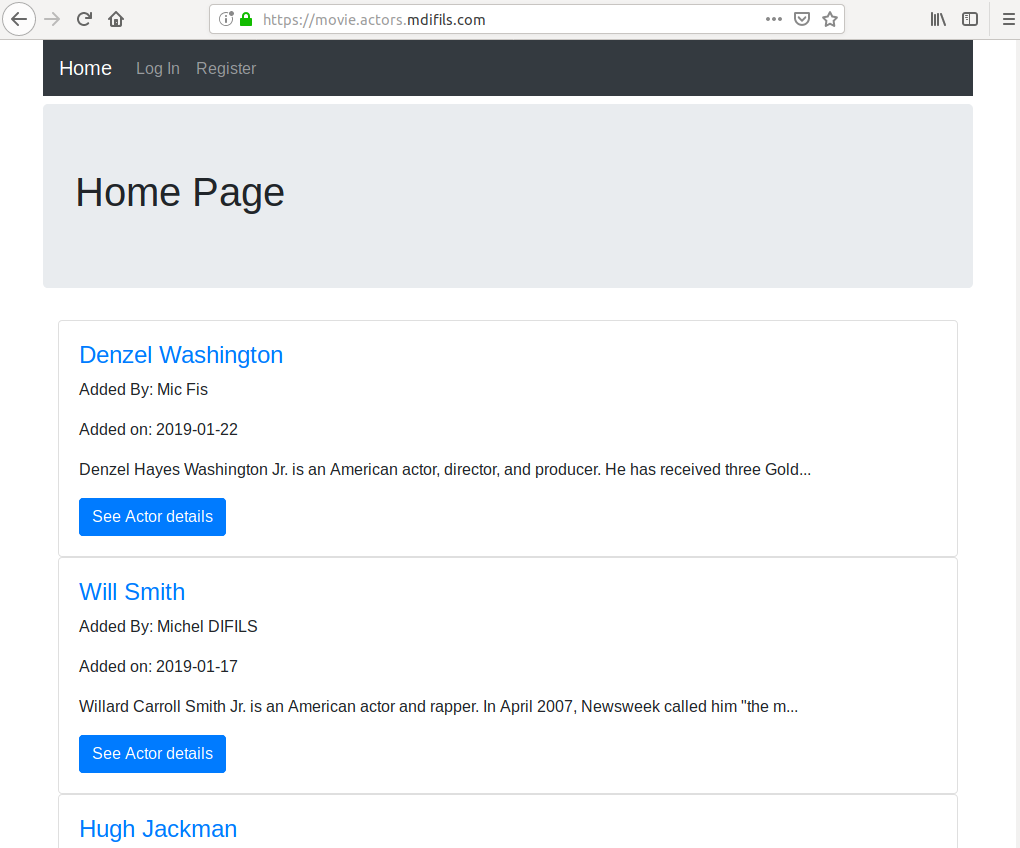 https://movie.actors.mdifils.com
Home Log In Register
Home Page
Denzel Washington
Added By: Mic Fis
Added on: 2019-01-22
Denzel Hayes Washington Jr. is an American actor, director, and producer. He has received three Gold...
See Actor details
Will Smith
Added By: Michel DIFILS
Added on: 2019-01-17
Willard Carroll Smith Jr. is an American actor and rapper. In April 2007, Newsweek called him "the m...
See Actor details
Hugh Jackman